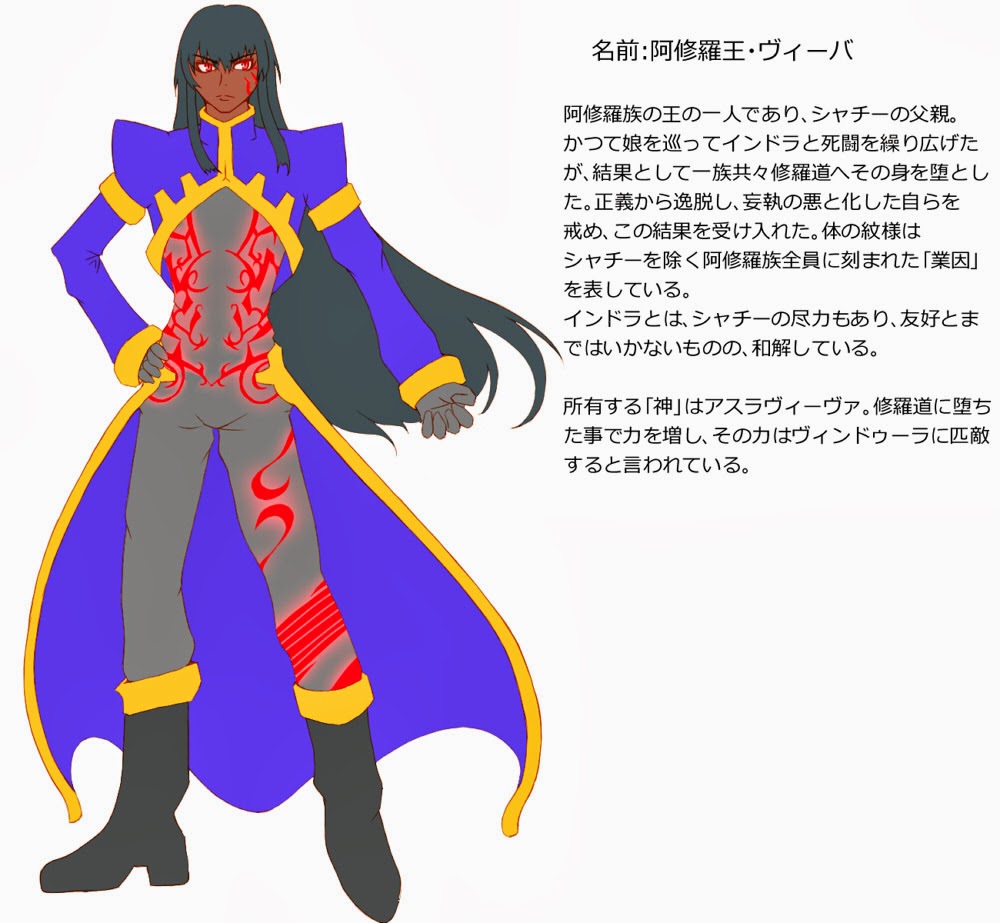 名前:阿修羅王・ヴィーバ
阿修羅族の王の一人であり、シャチーの父親。
かつて娘を巡ってインドラと死闘を繰り広げた
が、結果として一族共々修羅道へその身を堕とし
た。正義から逸脱し、妄執の悪と化した自らを
戒め、この結果を受け入れた。体の紋様は
シャチーを除く阿修羅族全員に刻まれた「業因」
を表している。
インドラとは、シャチーの尽力もあり、友好とま
ではいかないものの、和解している。
所有する「神」はアスラヴィーヴァ。修羅道に堕ち
た事で力を増し、その力はヴィンドゥーラに匹敵
すると言われている。